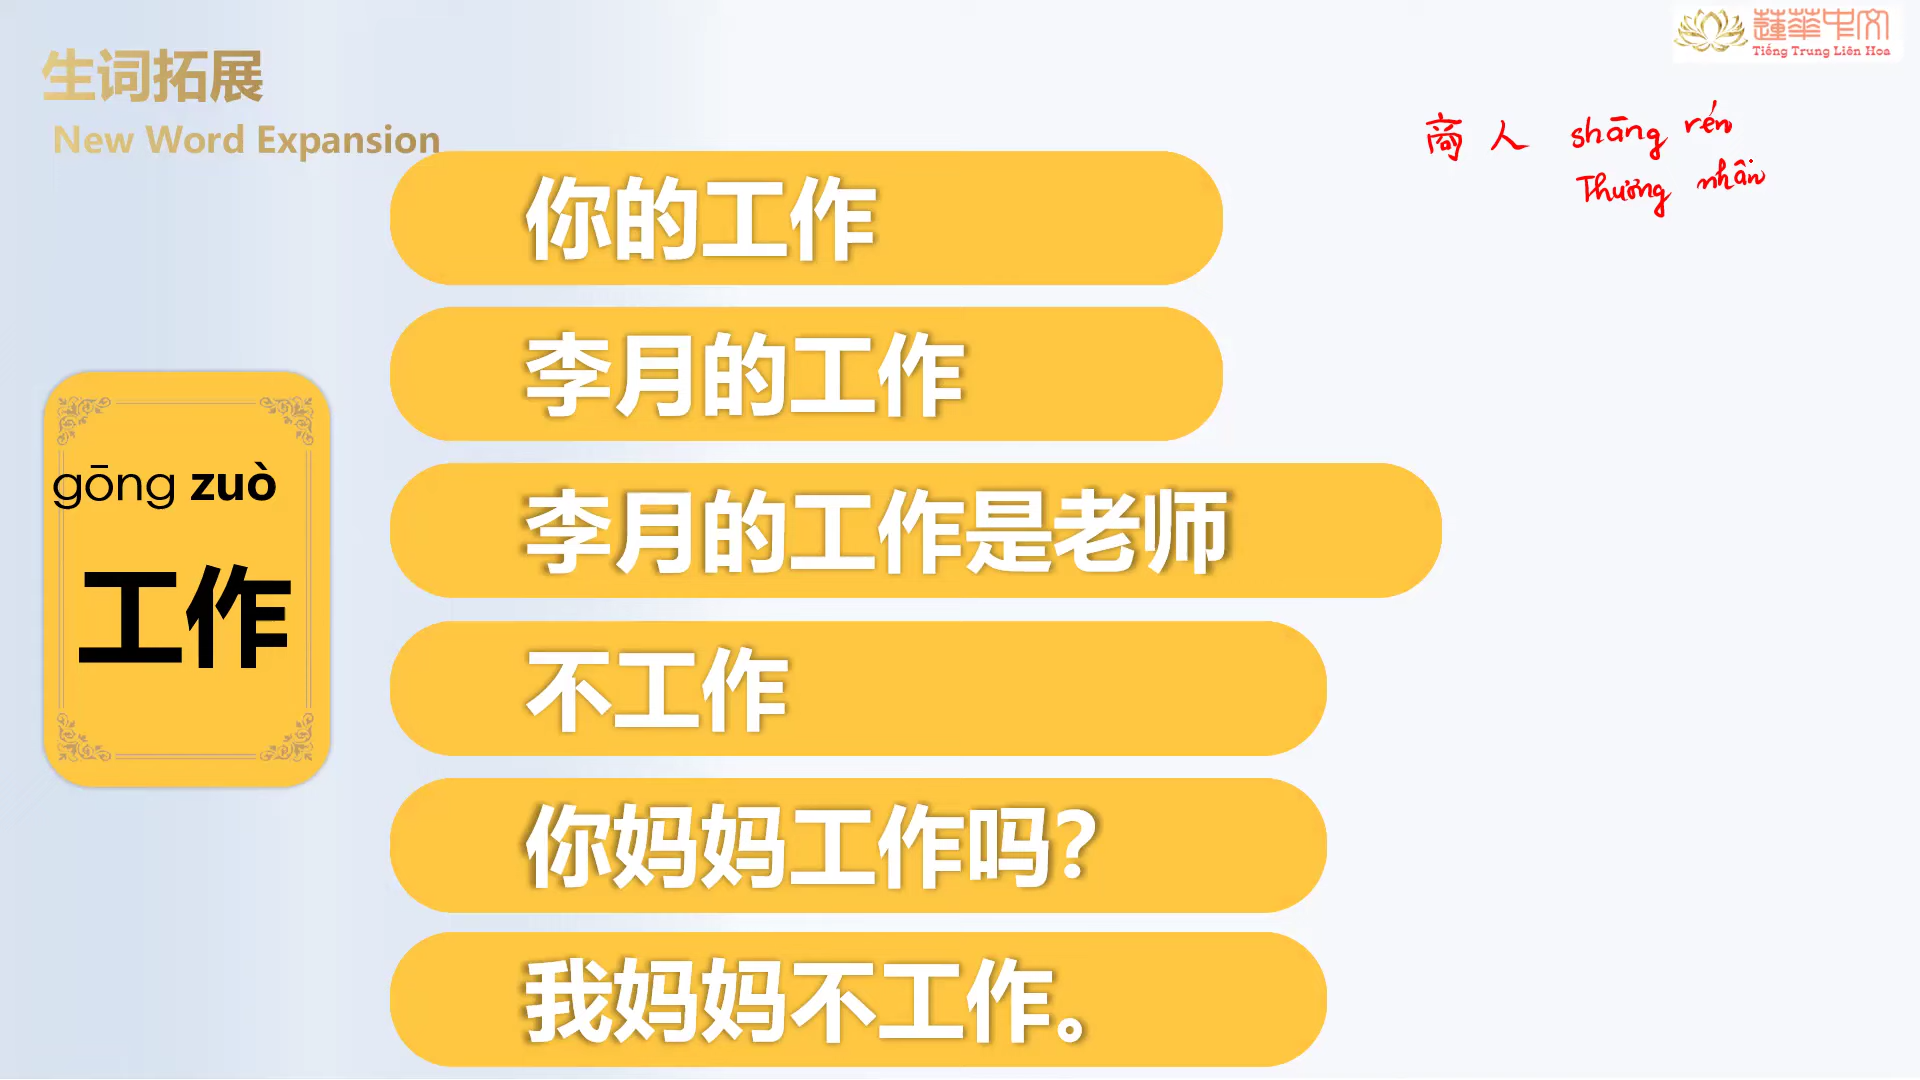 生词拓展
New Word Expansion
蓮華中文
Tiếng Trung Liên Hoa
商人 shāng rén
Thương nhân
你的工作
李月的工作
李月的工作是老师
gōng zuò
工作
不工作
你妈妈工作吗？
我妈妈不工作。